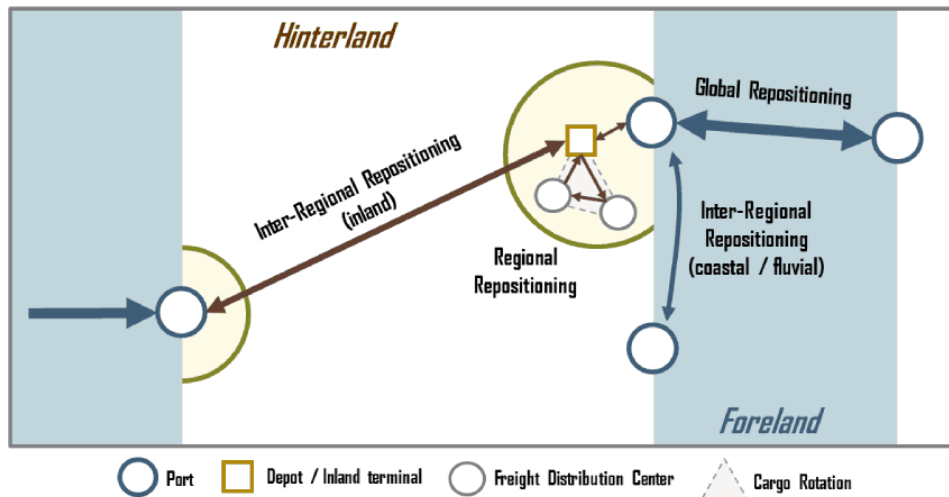 Hinterland
Global Repositioning
Inter-Regional Repositioning
(inland)
Inter-Regional
Repositioning
(coastal / fluvial)
Regional
Repositioning
Foreland
Port
Depot / Inland terminal
Freight Distribution Center
Cargo Rotation